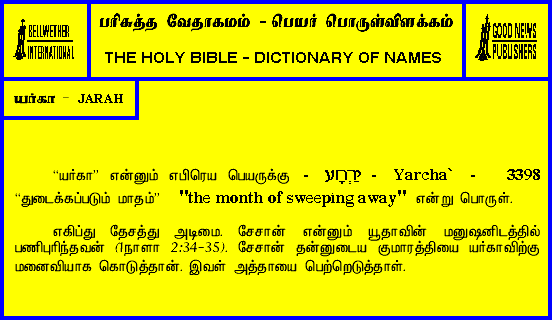 BELLWETHER
INTERNATIONAL
பரிசுத்த வேதாகமம் - பெயர் பொருள்விளக்கம்
THE HOLY BIBLE - DICTIONARY OF NAMES
GOOD NEWS
PUBLISHERS
யர்கா - JARAH
“யர்கா” என்னும் எபிரெய பெயருக்கு - - Yarcha` - 3398
“துடைக்கப்படும் மாதம்” "the month of sweeping away" என்று பொருள்.
எகிப்து தேசத்து அடிமை. சேசான் என்னும் யூதாவின் மனுஷனிடத்தில்
பணிபுரிந்தவன் (1நாளா 2:34-35). சேசான் தன்னுடைய குமாரத்தியை யர்காவிற்கு
மனைவியாக கொடுத்தான். இவள் அத்தாயை பெற்றெடுத்தாள்.